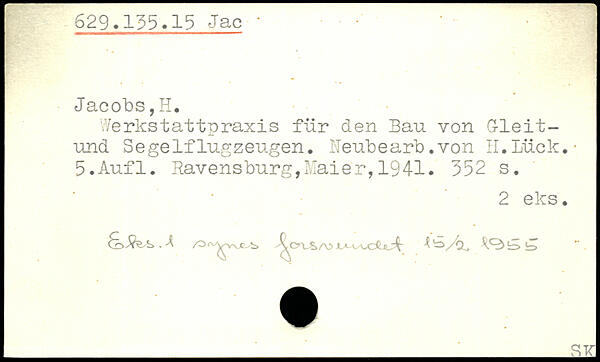 629.135.15 Jac
Jacobs,H.
Werkstattpraxis für den Bau von Gleit-
und Segelflugzeugen. Neubearb.von H.Lück.
5.Aufl. Ravensburg,Maier,1941. 352 s.
2 eks.
Eks.1 synes forsvundet 15/2 1955
SK